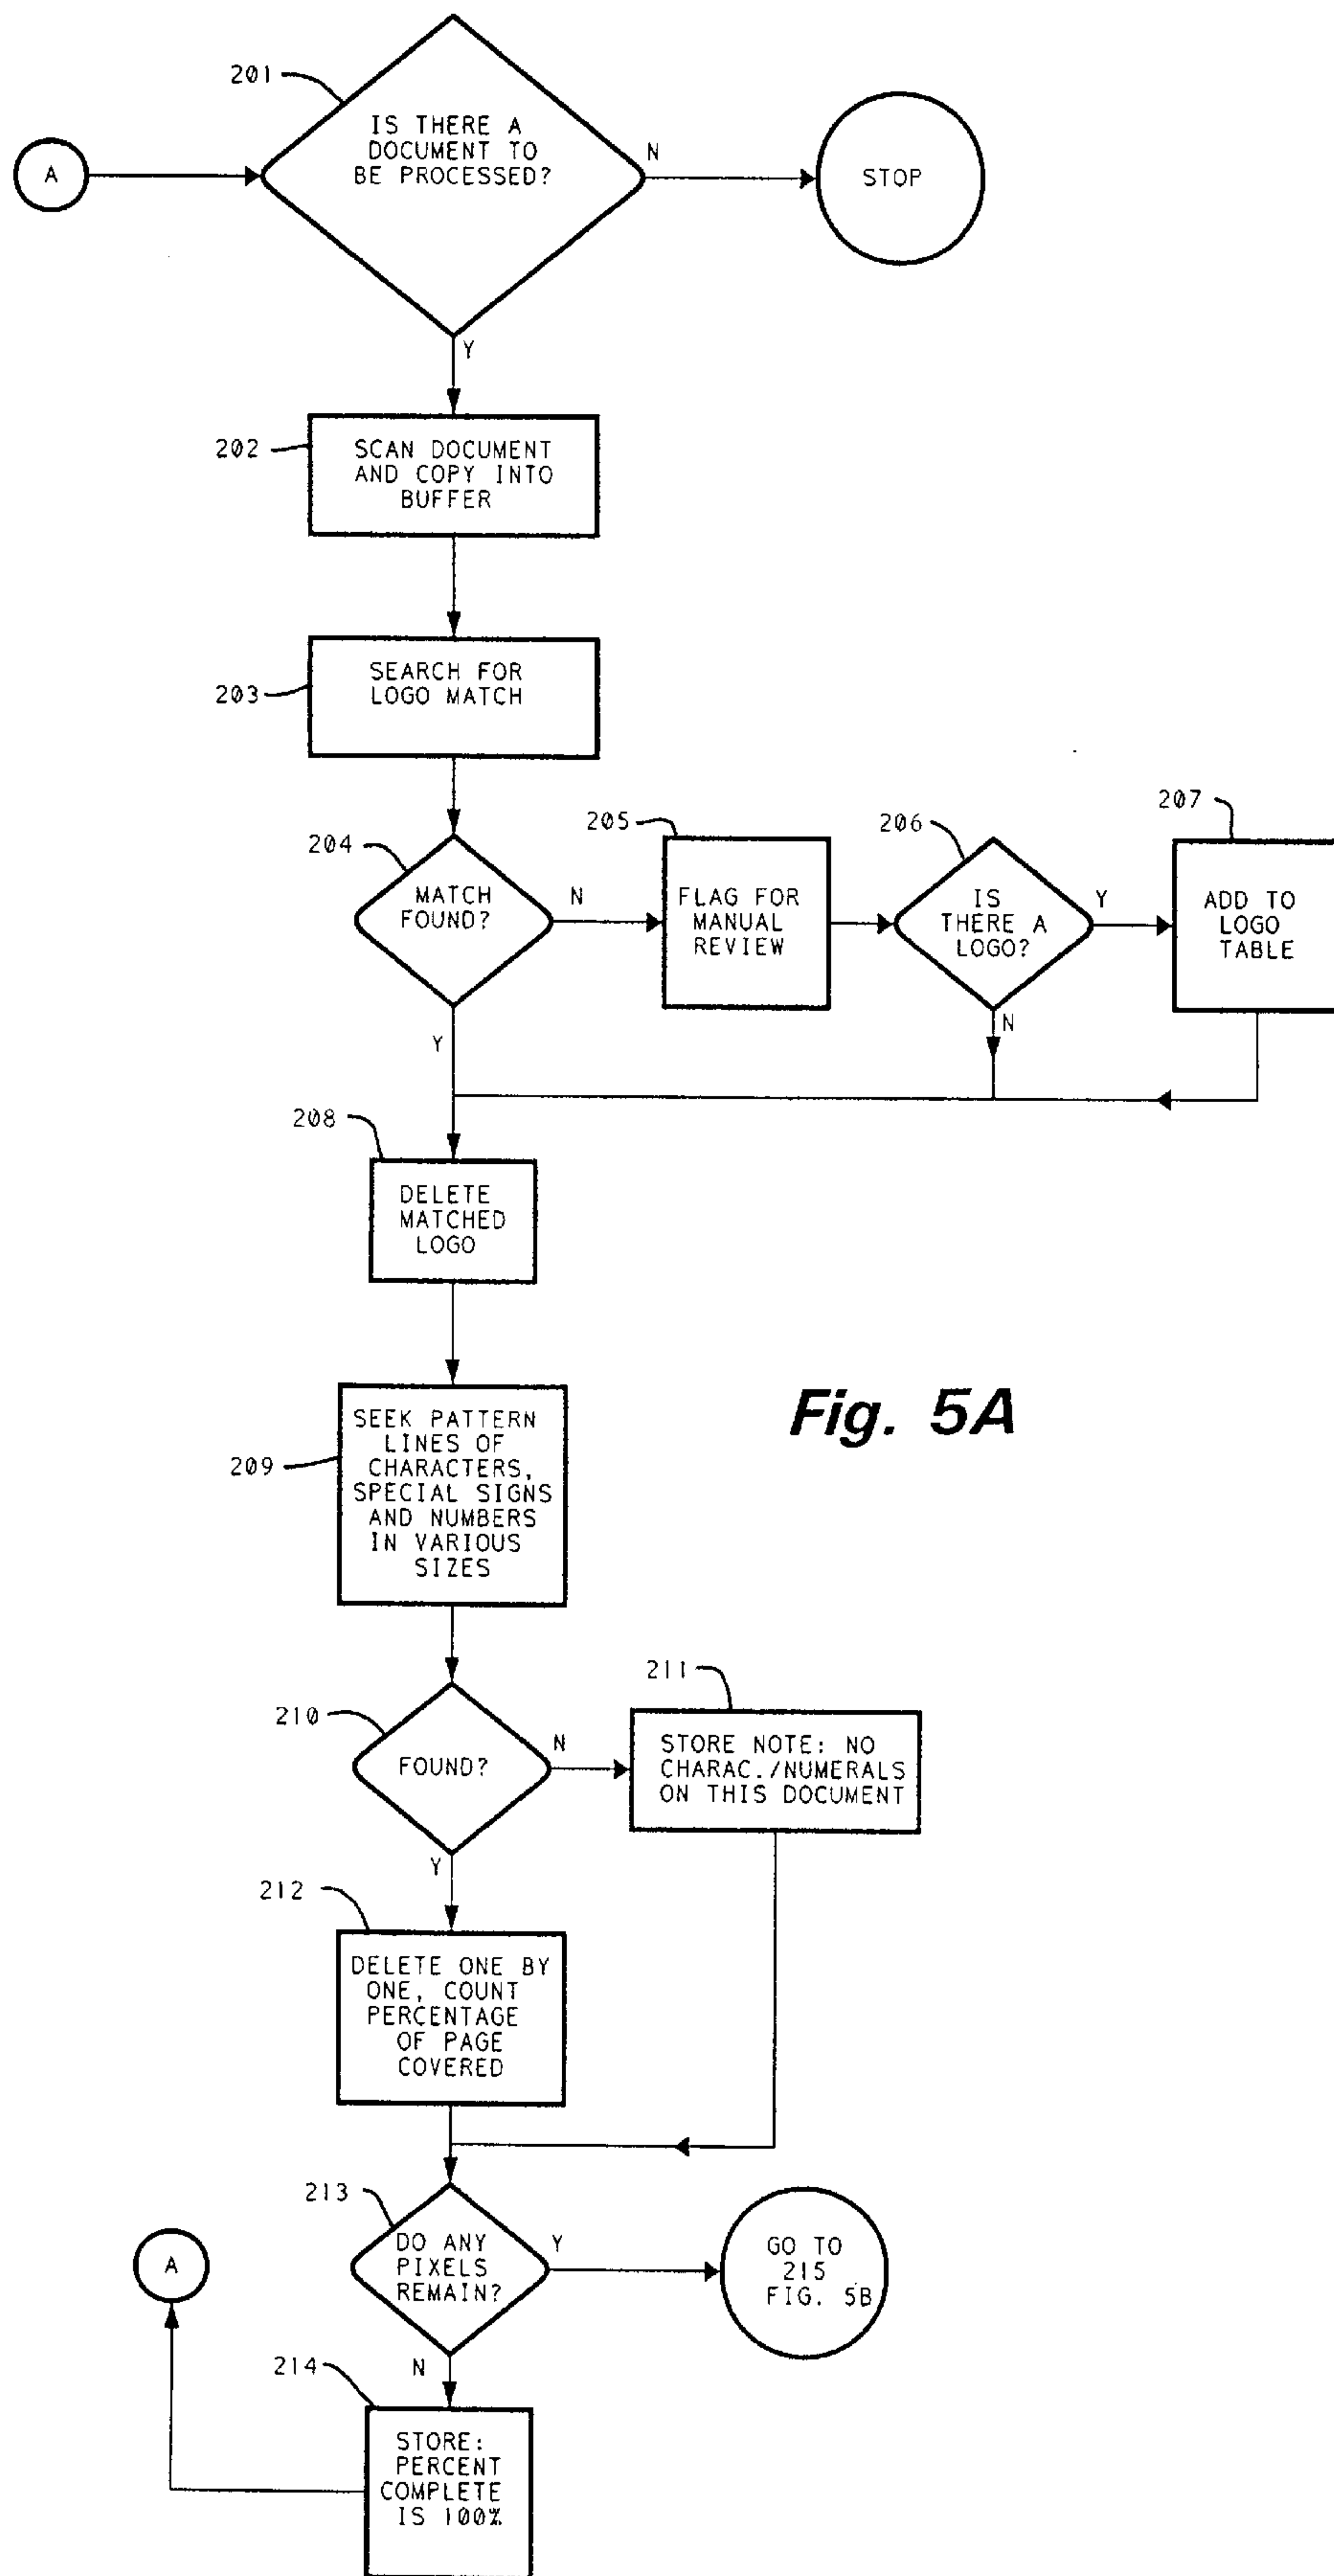 201
IS THERE A
DOCUMENT TO
BE PROCESSED?
A
N
STOP
Y
202
SCAN DOCUMENT
AND COPY INTO
BUFFER
203
SEARCH FOR
LOGO MATCH
204
MATCH
FOUND?
N
Y
205
FLAG FOR
MANUAL
REVIEW
206
IS
THERE A
LOGO?
Y
N
207
ADD TO
LOGO
TABLE
208
DELETE
MATCHED
LOGO
Fig. 5A
209
SEEK PATTERN
LINES OF
CHARACTERS,
SPECIAL SIGNS
AND NUMBERS
IN VARIOUS
SIZES
210
FOUND?
N
Y
211
STORE NOTE: NO
CHARAC./NUMERALS
ON THIS DOCUMENT
212
DELETE ONE BY
ONE, COUNT
PERCENTAGE
OF PAGE
COVERED
213
DO ANY
PIXELS
REMAIN?
Y
GO TO
215
FIG. 5B
N
A
214
STORE:
PERCENT
COMPLETE
IS 100%